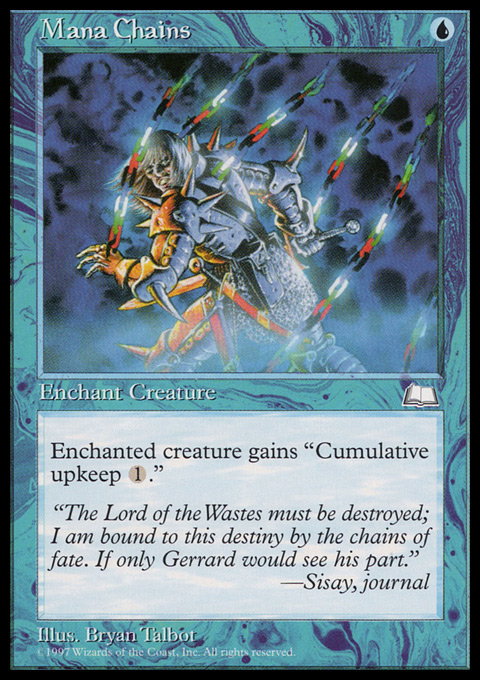 Mana Chains
Enchant Creature
Enchanted creature gains “Cumulative
upkeep 1.”
“The Lord of the Wastes must be destroyed;
I am bound to this destiny by the chains of
fate. If only Gerrard would see his part.”
—Sisay, journal
Illus. Bryan Talbot
©1997 Wizards of the Coast, Inc. All rights reserved.